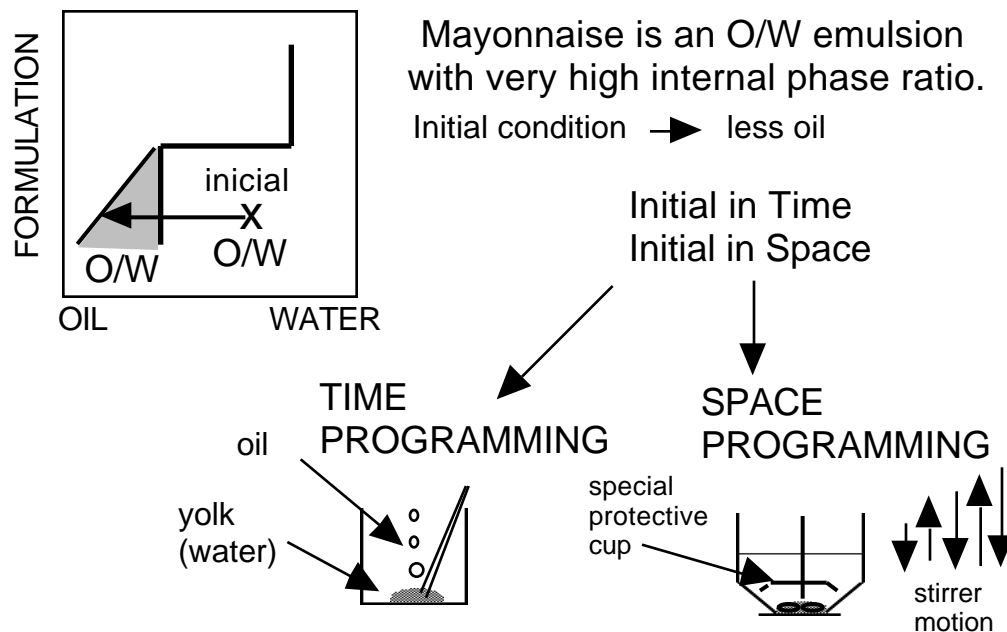 FORMULATION
inicial
X
O/W
O/W
OIL
WATER
Mayonnaise is an O/W emulsion
with very high internal phase ratio.
Initial condition
less oil
Initial in Time
Initial in Space
TIME
PROGRAMMING
oil
yolk
(water)
SPACE
PROGRAMMING
special
protective
cup
stirrer
motion